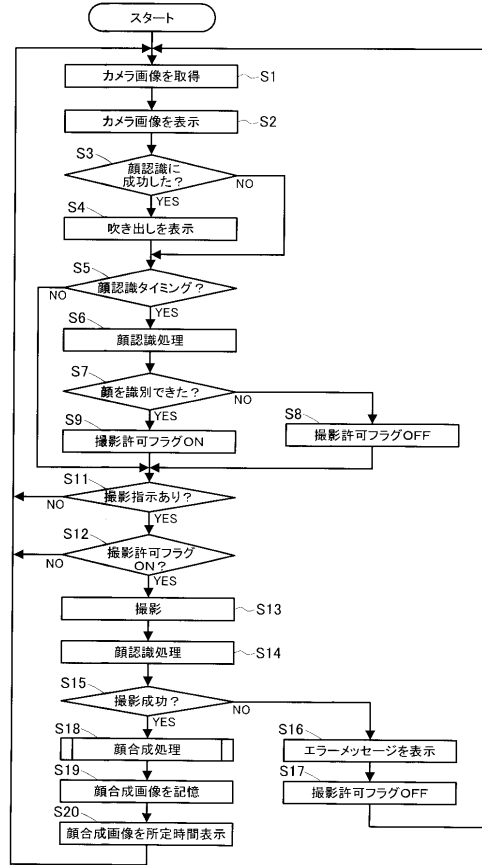 スタート
カメラ画像を取得
S1
カメラ画像を表示
S2
S3
顔認識に
成功した？
NO
YES
S4
吹き出しを表示
S5
顔認識タイミング？
NO
YES
S6
顔認識処理
S7
顔を識別できた？
NO
YES
S9
撮影許可フラグON
S8
撮影許可フラグOFF
S11
撮影指示あり？
NO
YES
S12
撮影許可フラグ
ON？
NO
YES
撮影
S13
顔認識処理
S14
S15
撮影成功？
NO
YES
S18
顔合成処理
S16
エラーメッセージを表示
S19
顔合成画像を記憶
S17
撮影許可フラグOFF
S20
顔合成画像を所定時間表示